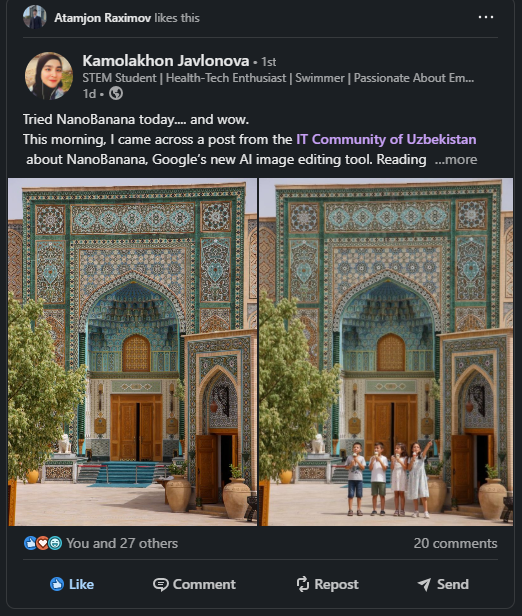 Atamjon Raximov likes this
Kamolakhon Javlonova • 1st
STEM Student | Health-Tech Enthusiast | Swimmer | Passionate About Em...
1d •
Tried NanoBanana today.... and wow.
This morning, I came across a post from the IT Community of Uzbekistan
about NanoBanana, Google's new AI image editing tool. Reading ...more
You and 27 others
20 comments
Like
Comment
Repost
Send